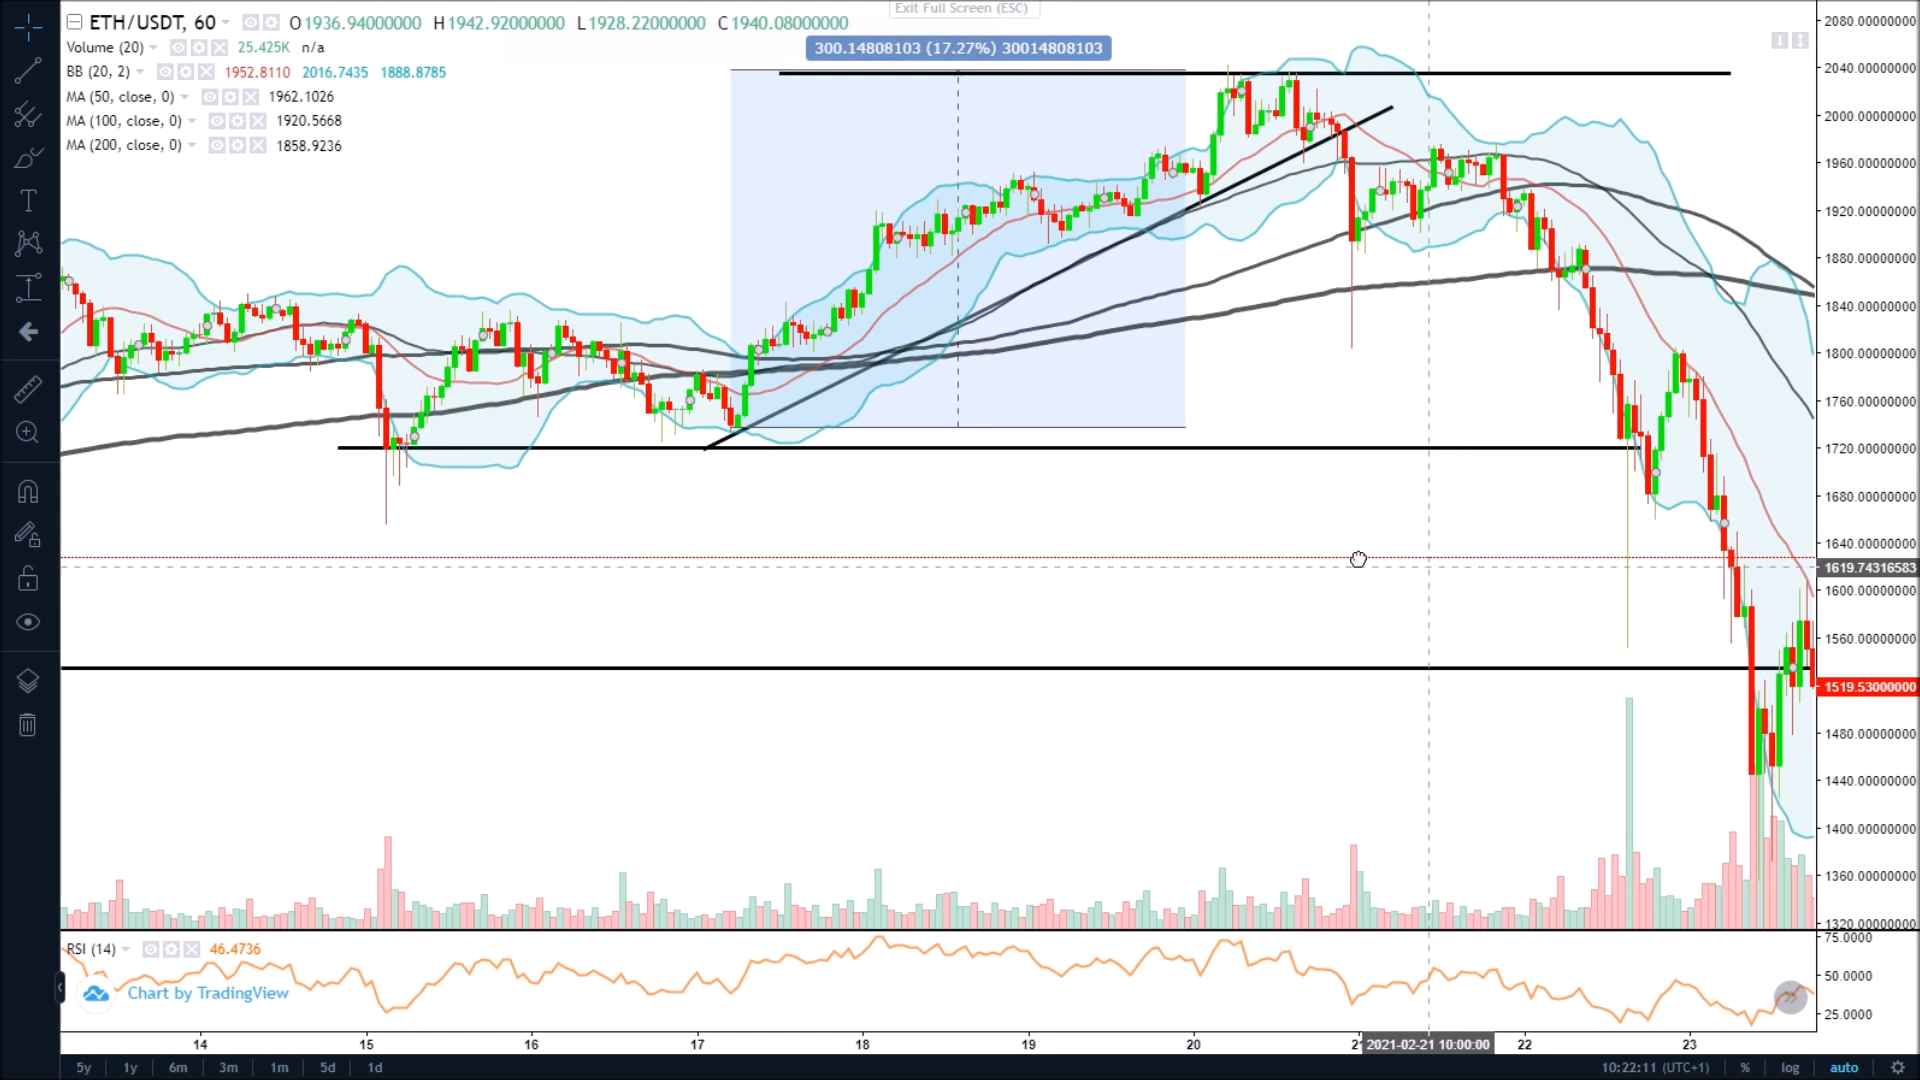 Exit Full Screen (ESC)
ETH/USDT, 60 O1936.94000000 H1942.92000000 L1928.22000000 C1940.08000000
Volume (20) 25.425K n/a
300.14808103 (17.27%) 30014808103
BB (20, 2) 1952.8110 2016.7435 1888.8785
MA (50, close, 0) 1962.1026
MA (100, close, 0) 1920.5668
MA (200, close, 0) 1858.9236
2080.00000000
2040.00000000
2000.00000000
1960.00000000
1920.00000000
1880.00000000
1840.00000000
1800.00000000
1760.00000000
1720.00000000
1680.00000000
1640.00000000
1619.74316583
1600.00000000
1560.00000000
1519.53000000
1480.00000000
1440.00000000
1400.00000000
1360.00000000
1320.00000000
RSI (14) 46.4736
75.0000
50.0000
25.0000
Chart by TradingView
14 15 16 17 18 19 20 2021-02-21 10:00:00 22 23
5y 1y 6m 3m 1m 5d 1d 10:22:11 (UTC+1) % log auto